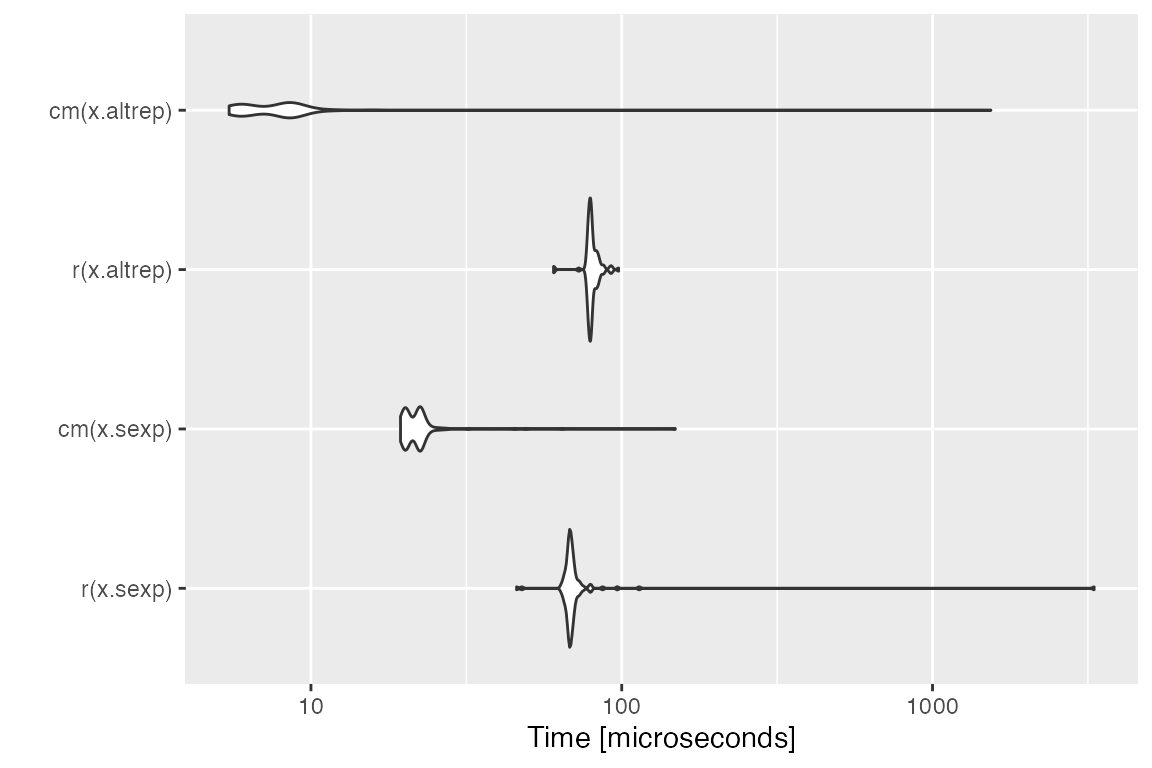 cm(x.altrep)
r(x.altrep)
cm(x.sexp)
r(x.sexp)
10 100 1000
Time [microseconds]